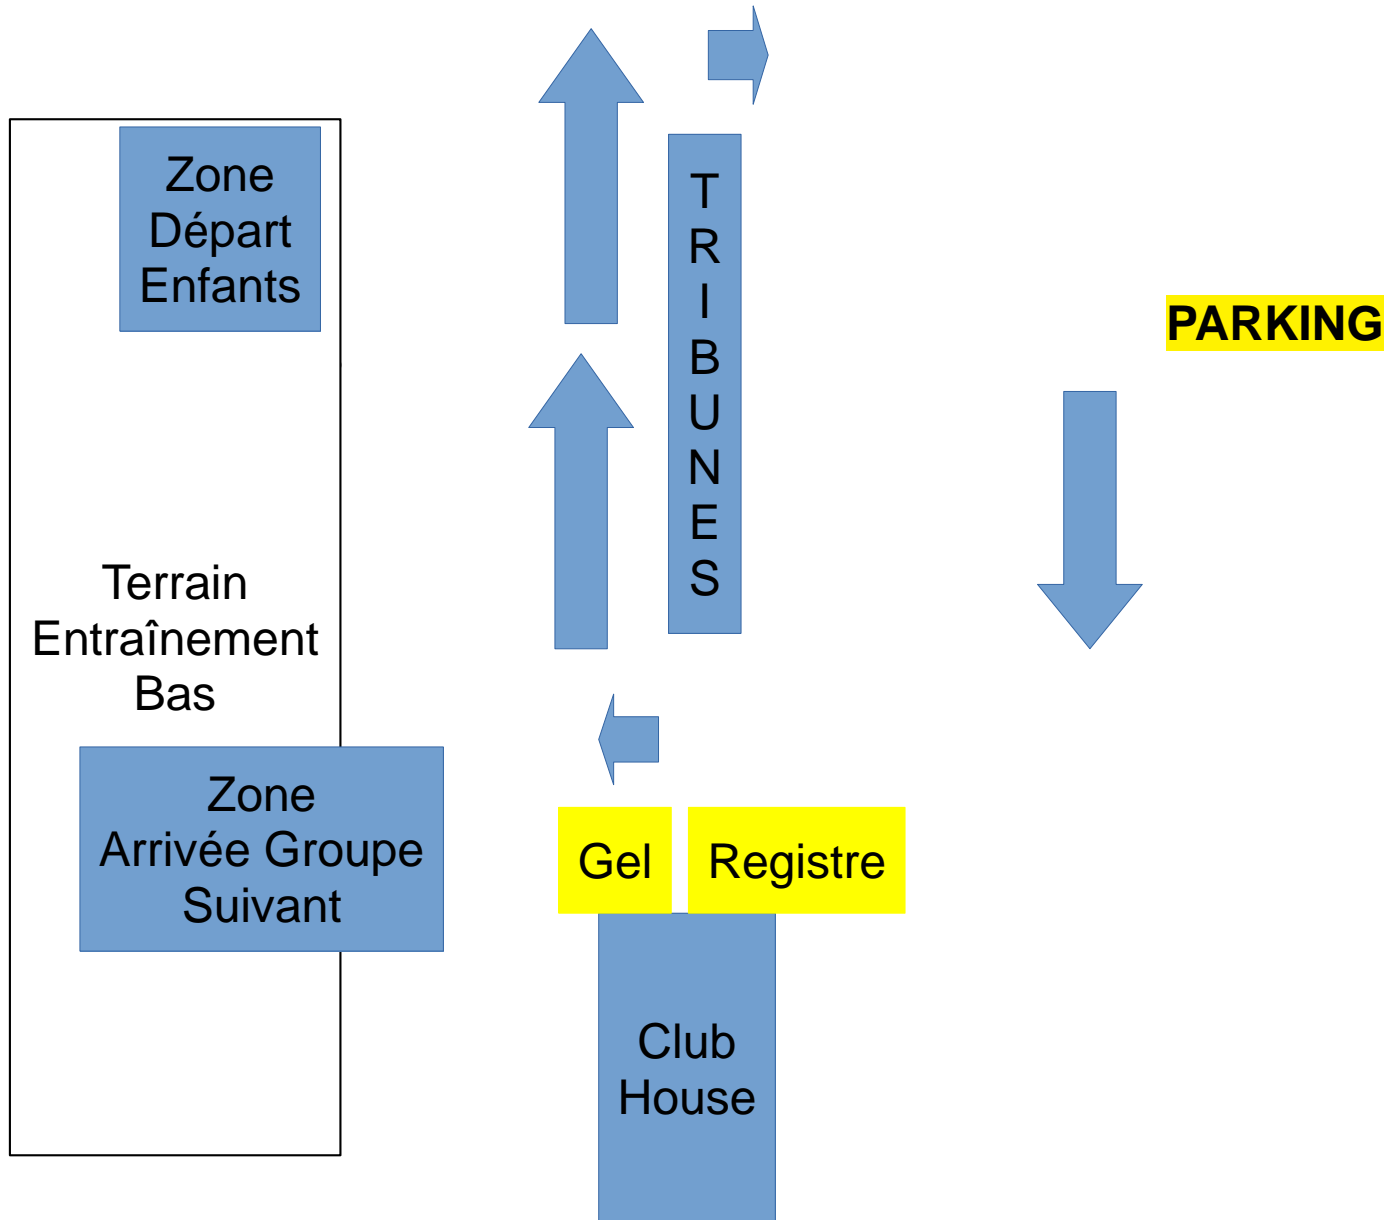 Zone
Départ
Enfants
T
R
I
B
U
N
E
S
PARKING
Terrain
Entraînement
Bas
Zone
Arrivée Groupe
Suivant
Gel
Registre
Club
House